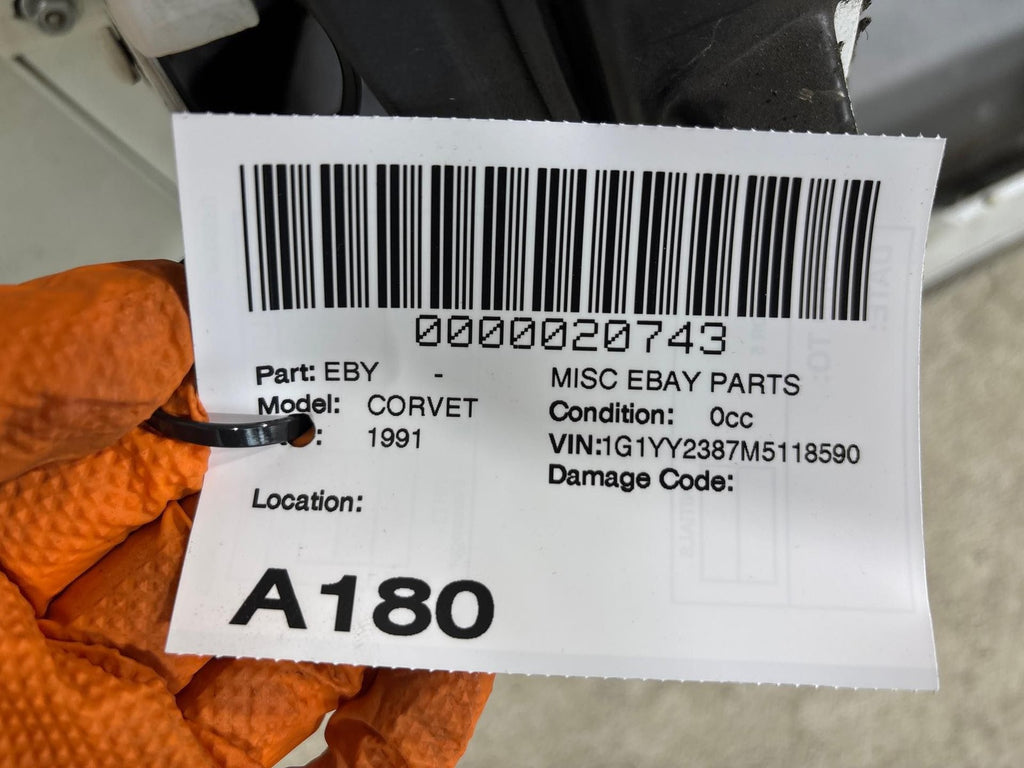 0000020743
Part: EBY - MISC EBAY PARTS
Model: CORVET Condition: 0cc
1991 VIN:1G1YY2387M5118590
Damage Code:
Location:
A180